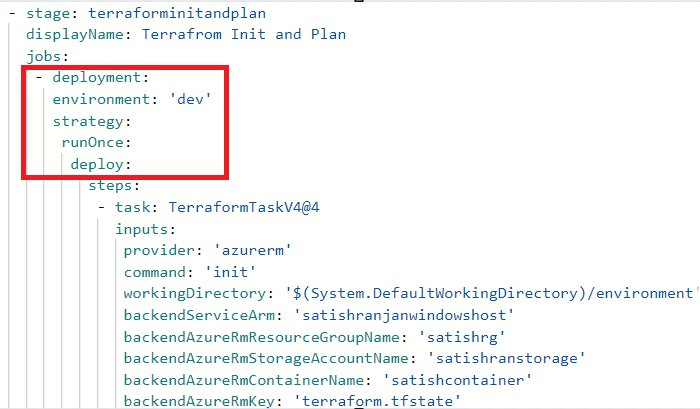 - stage: terraforminitandplan
displayName: Terrafrom Init and Plan
jobs:
- deployment:
environment: 'dev'
strategy:
runOnce:
deploy:
steps:
- task: TerraformTaskV4@4
inputs:
provider: 'azurerm'
command: 'init'
workingDirectory: '$(System.DefaultWorkingDirectory)/environment'
backendServiceArm: 'satishranjanwindowshost'
backendAzureRmResourceGroupName: 'satishrg'
backendAzureRmStorageAccountName: 'satishranstorage'
backendAzureRmContainerName: 'satishcontainer'
backendAzureRmKey: 'terraform.tfstate'